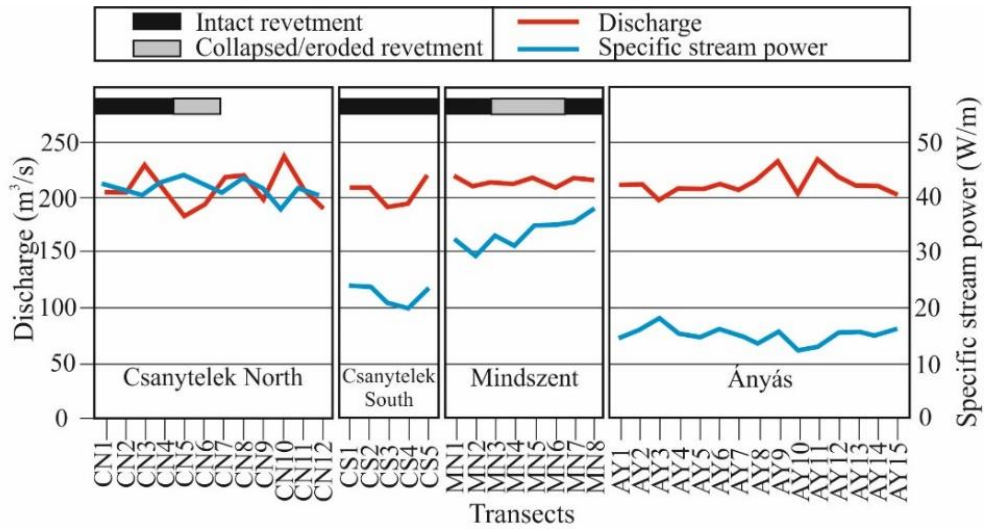 Intact revetment
Collapsed/eroded revetment
Discharge
Specific stream power
Discharge (m³/s)
250
200
150
100
50
0
Csanytelek North
Csanytelek
South
Mindszent
Ányás
50
40
30
20
10
0
Specific stream power (W/m)
CN1
CN2
CN3
CN4
CN5
CN6
CN7
CN8
CN9
CN10
CN11
CN12
CS1
CS2
CS3
CS4
CS5
MN1
MN2
MN3
MN4
MN5
MN6
MN7
MN8
AY1
AY2
AY3
AY4
AY5
AY6
AY7
AY8
AY9
AY10
AY11
AY12
AY13
AY14
AY15
Transects